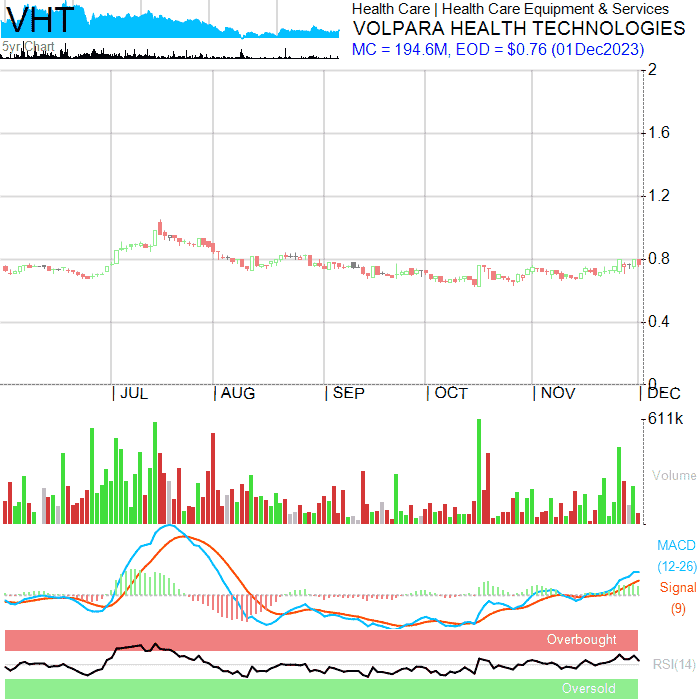 VHT
5yr Chart
Health Care | Health Care Equipment & Services
VOLPARA HEALTH TECHNOLOGIES
MC = 194.6M, EOD = $0.76 (01Dec2023)
2
1.6
1.2
0.8
0.4
0
| JUL | AUG | SEP | OCT | NOV | DEC
611k
Volume
MACD
(12-26)
Signal
(9)
Overbought
RSI(14)
Oversold